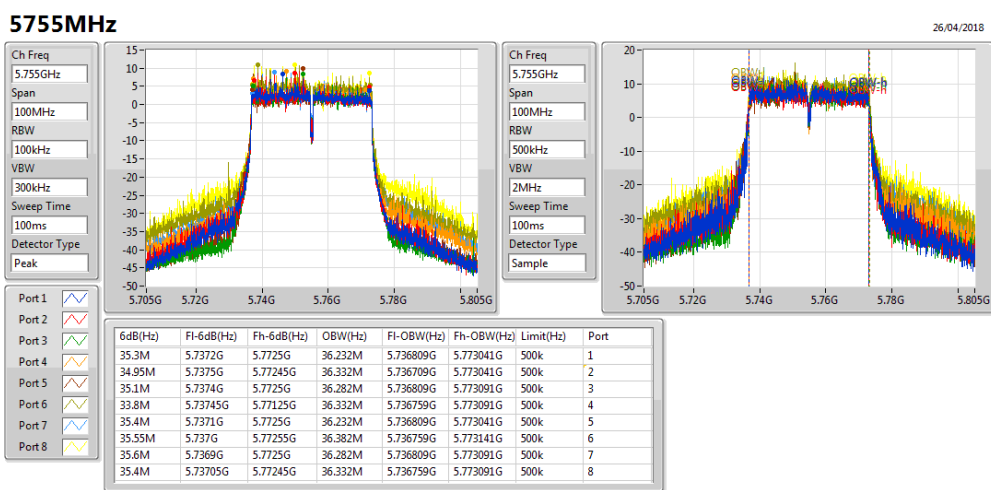 5755MHz
26/04/2018
Ch Freq
5.755GHz
Span
100MHz
RBW
100kHz
VBW
300kHz
Sweep Time
100ms
Detector Type
Peak
15
10
5
0
-5
-10
-15
-20
-25
-30
-35
-40
-45
-50
5.705G 5.72G 5.74G 5.76G 5.78G 5.805G
Ch Freq
5.755GHz
Span
100MHz
RBW
500kHz
VBW
2MHz
Sweep Time
100ms
Detector Type
Sample
20
10
0
-10
-20
-30
-40
-50
5.705G 5.72G 5.74G 5.76G 5.78G 5.805G
Port 1
Port 2
Port 3
Port 4
Port 5
Port 6
Port 7
Port 8
6dB(Hz) Fl-6dB(Hz) Fh-6dB(Hz) OBW(Hz) Fl-OBW(Hz) Fh-OBW(Hz) Limit(Hz) Port
35.3M 5.7372G 5.7725G 36.232M 5.736809G 5.773041G 500k 1
34.95M 5.7375G 5.77245G 36.332M 5.736709G 5.773041G 500k 2
35.1M 5.7374G 5.7725G 36.282M 5.736809G 5.773091G 500k 3
33.8M 5.73745G 5.77125G 36.332M 5.736759G 5.773091G 500k 4
35.4M 5.7371G 5.7725G 36.232M 5.736809G 5.773041G 500k 5
35.55M 5.737G 5.77255G 36.382M 5.736759G 5.773141G 500k 6
35.6M 5.7369G 5.7725G 36.282M 5.736809G 5.773091G 500k 7
35.4M 5.73705G 5.77245G 36.332M 5.736759G 5.773091G 500k 8